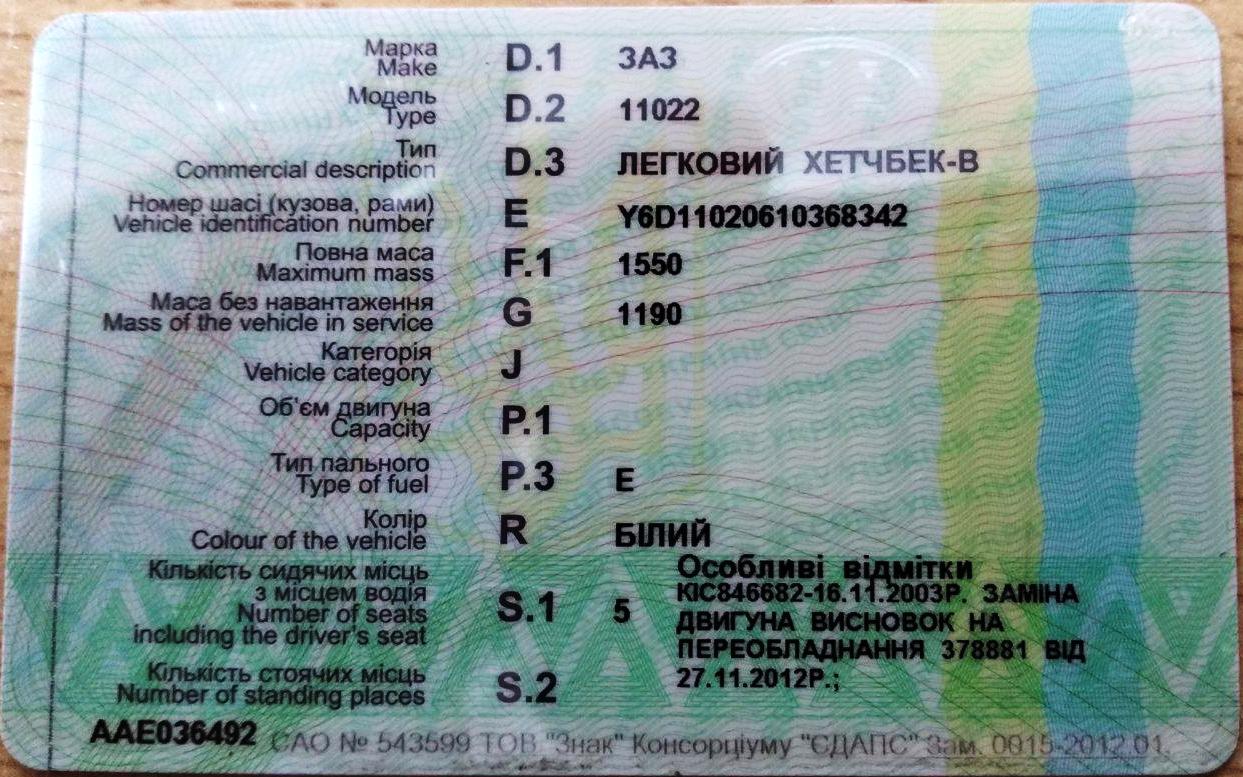 Марка D.1 ЗАЗ
Make
Модель D.2 11022
Type
Тип D.3 ЛЕГКОВИЙ ХЕТЧБЕК-В
Commercial description
Номер шасі (кузова, рами) E Y6D11020610368342
Vehicle identification number
Повна маса F.1 1550
Maximum mass
Маса без навантаження G 1190
Mass of the vehicle in service
Категорія J
Vehicle category
Об'єм двигуна P.1
Capacity
Тип пального P.3 E
Type of fuel
Колір R БІЛИЙ
Colour of the vehicle
Кількість сидячих місць
з місцем водія S.1 5
Number of seats
including the driver's seat
Особливі відмітки
КІС846682-16.11.2003Р. ЗАМІНА
ДВИГУНА ВИСНОВОК НА
ПЕРЕОБЛАДНАННЯ 378881 ВІД
27.11.2012Р.;
Кількість стоячих місць S.2
Number of standing places
ААЕ036492 САО № 543599 ТОВ "Знак" Консорціуму "ЄДАПС" Зам. 0915-2012.01.